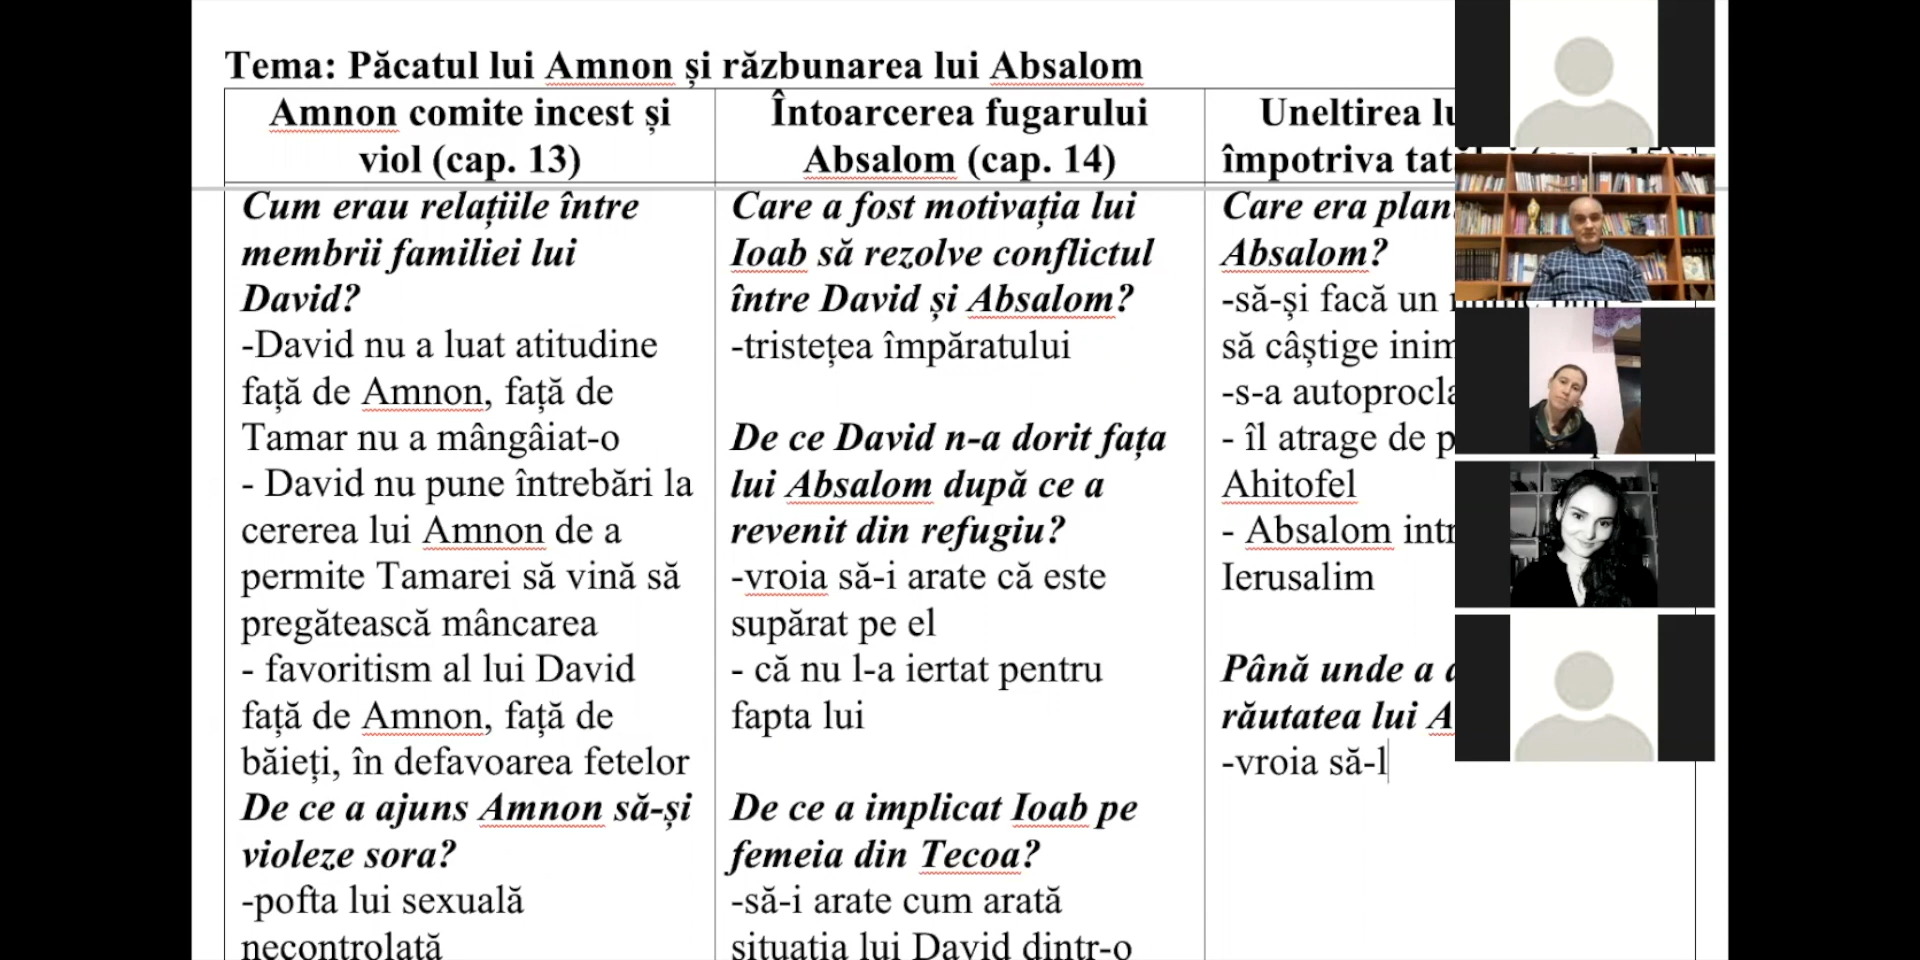 Tema: Păcatul lui Amnon și răzbunarea lui Absalom
Amnon comite incest și
viol (cap. 13)
Cum erau relațiile între
membrii familiei lui
David?
-David nu a luat atitudine
față de Amnon, față de
Tamar nu a mângâiat-o
- David nu pune întrebări la
cererea lui Amnon de a
permite Tamarei să vină să
pregătească mâncarea
- favoritism al lui David
față de Amnon, față de
băieți, în defavoarea fetelor
De ce a ajuns Amnon să-și
violeze sora?
-pofta lui sexuală
necontrolată
Întoarcerea fugarului
Absalom (cap. 14)
Care a fost motivația lui
Ioab să rezolve conflictul
între David și Absalom?
-tristețea împăratului
De ce David n-a dorit fața
lui Absalom după ce a
revenit din refugiu?
-vroia să-i arate că este
supărat pe el
- că nu l-a iertat pentru
fapta lui
De ce a implicat Ioab pe
femeia din Tecoa?
-să-i arate cum arată
situația lui David dintr-o
Uneltirea
împotriva
Care era
Absalom?
-să-și facă un
să câștige
-s-a
- îl atrage de
Ahitofel
- Absalom
Ierusalim
Până unde a
răutatea lui
-vroia să-l